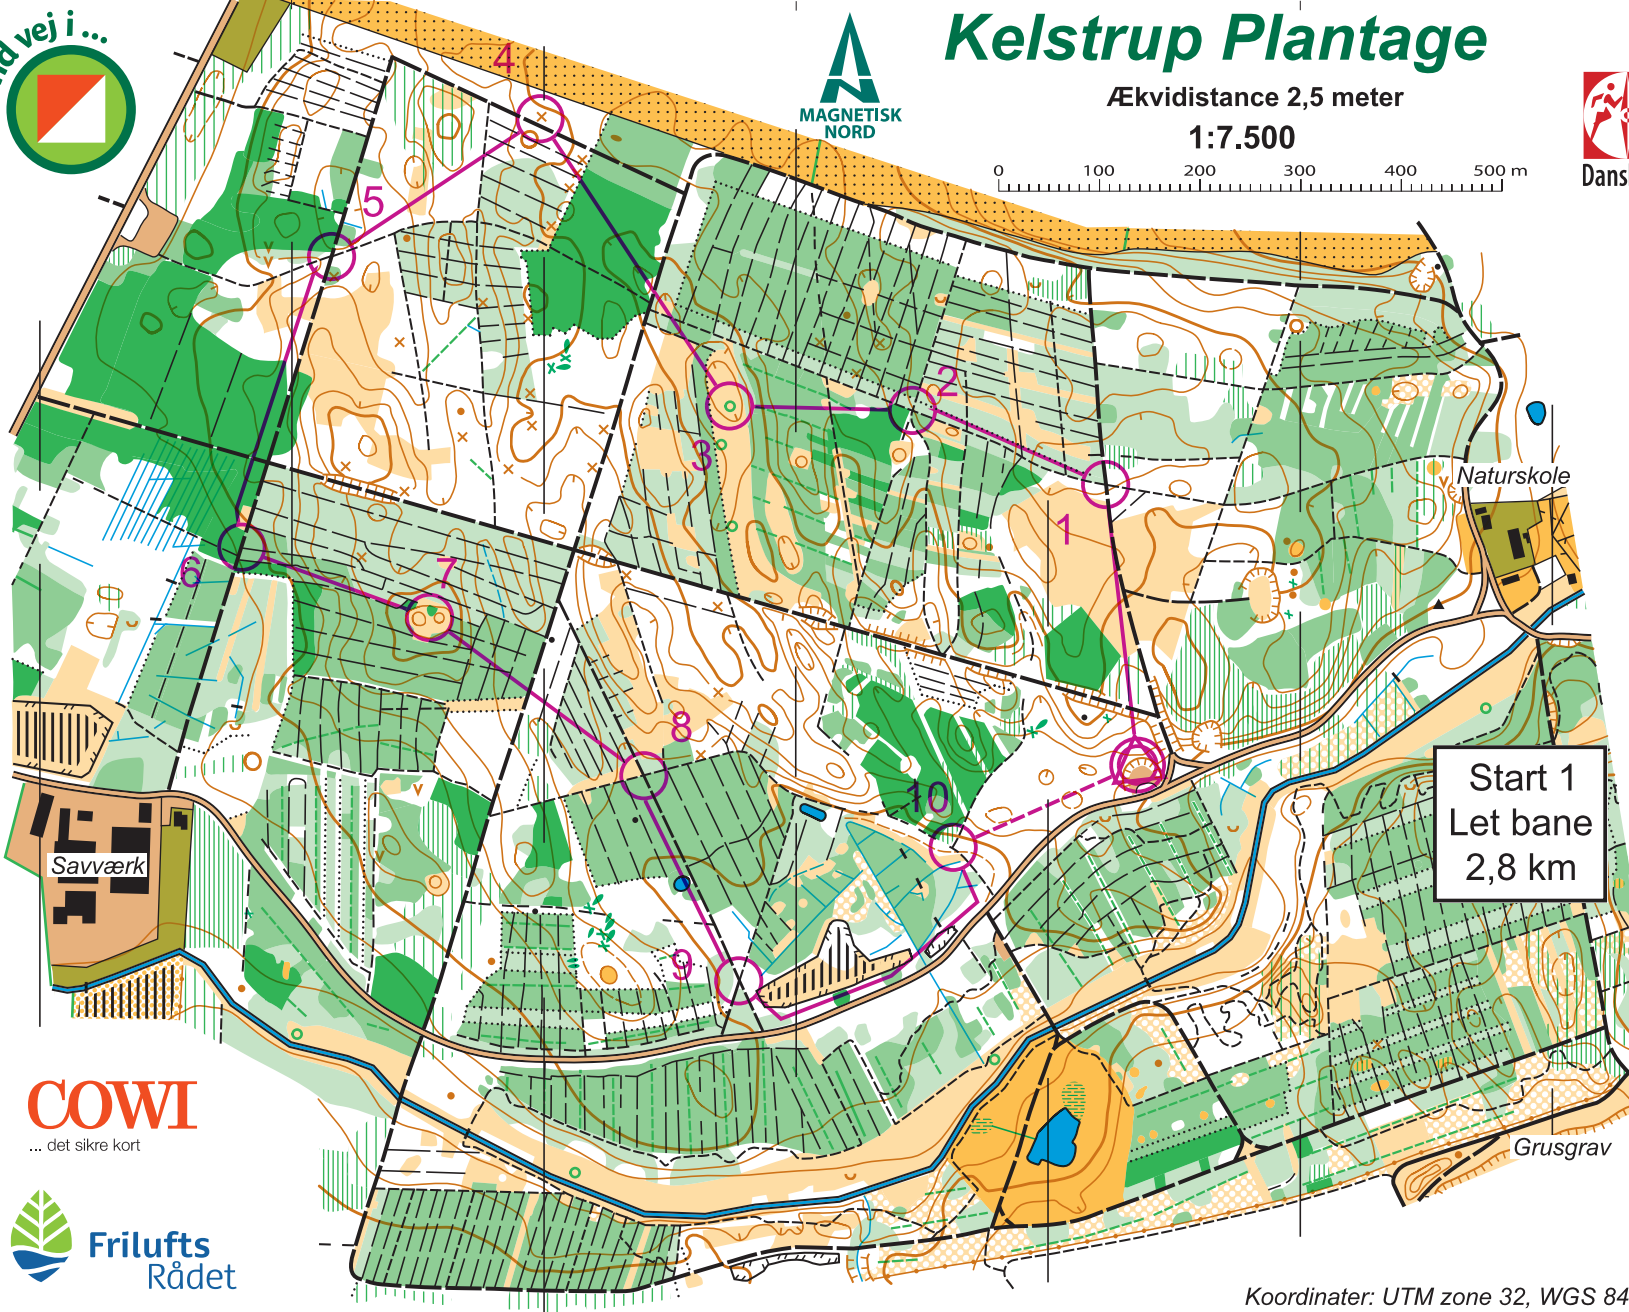 nd vej i ...
Kelstrup Plantage
Ækvidistance 2,5 meter
1:7.500
0 100 200 300 400 500 m
MAGNETISK
NORD
Dans
4
5
2
3
1
Naturskole
6
7
8
10
9
Start 1
Let bane
2,8 km
Savværk
COWI
... det sikre kort
Grusgrav
Frilufts
Rådet
Koordinater: UTM zone 32, WGS 84